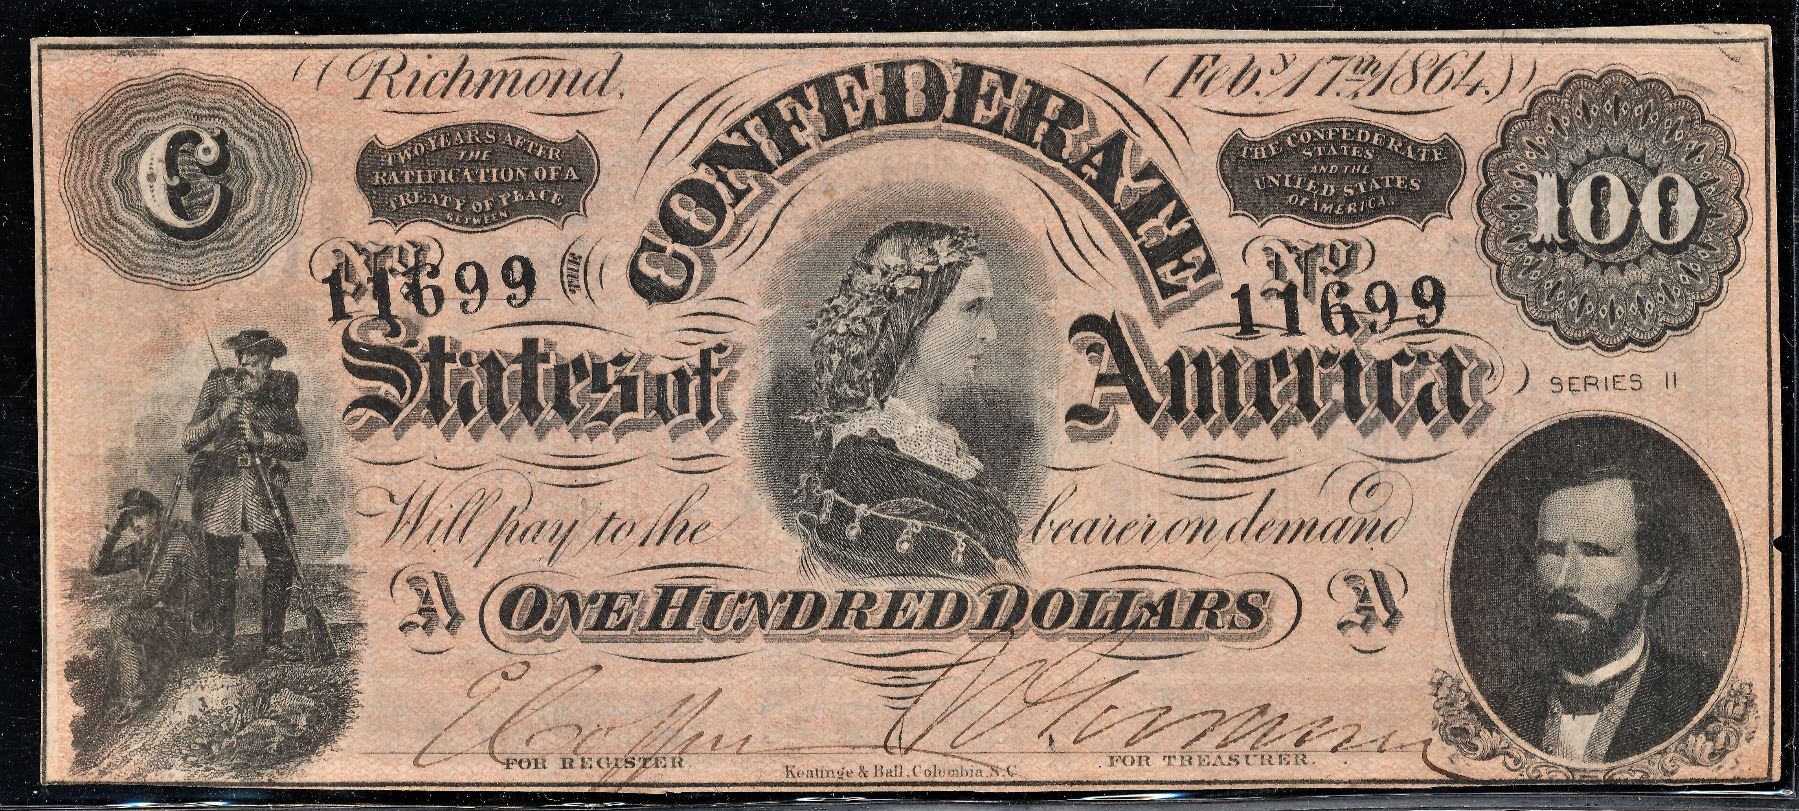 Richmond, Feby. 17th 1864.
C
TWO YEARS AFTER
THE
RATIFICATION OF A
TREATY OF PEACE
BETWEEN
CONFEDERATE
THE CONFEDERATE
STATES
AND THE
UNITED STATES
OF AMERICA.
100
No 11699
No 11699
States of America
SERIES II
Will pay to the bearer on demand
A ONE HUNDRED DOLLARS A
FOR REGISTER.
Keatinge & Ball, Columbia, S.C.
FOR TREASURER.